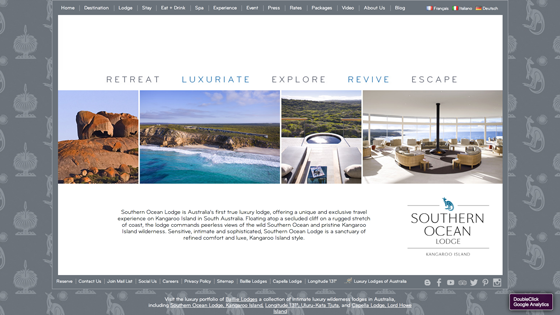 Home | Destination | Lodge | Stay | Eat + Drink | Spa | Experience | Event | Press | Rates | Packages | Video | About Us | Blog
Français Italiano Deutsch
RETREAT LUXURIATE EXPLORE REVIVE ESCAPE
Southern Ocean Lodge is Australia's first true luxury lodge, offering a unique and exclusive travel
experience on Kangaroo Island in South Australia. Floating atop a secluded cliff on a rugged stretch
of coast, the lodge commands peerless views of the wild Southern Ocean and pristine Kangaroo
Island wilderness. Sensitive, intimate and sophisticated, Southern Ocean Lodge is a sanctuary of
refined comfort and luxe, Kangaroo Island style.
SOUTHERN
OCEAN
LODGE
KANGAROO ISLAND
Reserve | Contact Us | Join Mail List | Social Us | Careers | Privacy Policy | Sitemap | Baillie Lodges | Capella Lodge | Longitude 131° | Luxury Lodges of Australia
Visit the luxury portfolio of Baillie Lodges a collection of intimate luxury wilderness lodges in Australia,
including Southern Ocean Lodge, Kangaroo Island, Longitude 131°, Uluru-Kata Tjuta, and Capella Lodge, Lord Howe
Island
DoubleClick
Google Analytics